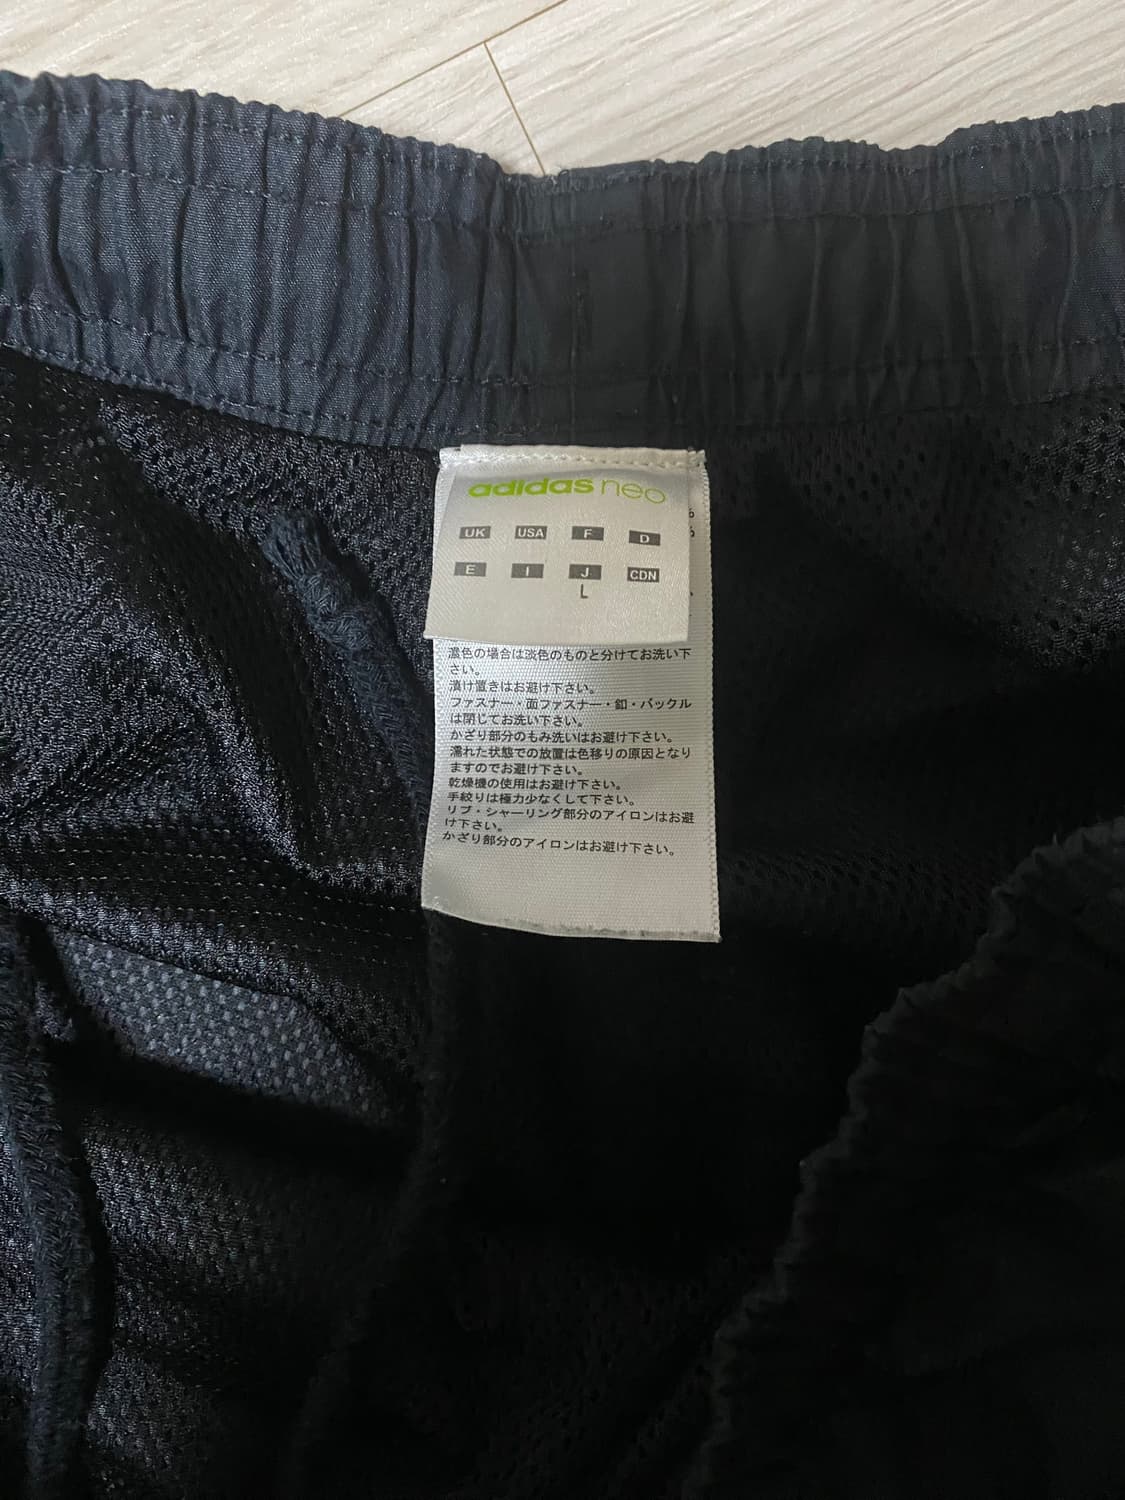 adidas neo
UK USA F D
E I J CDN
L
%
%
濃色の場合は淡色のものと分けてお洗い下
さい。
漬け置きはお避け下さい。
ファスナー・面ファスナー・釦・バックル
は閉じてお洗い下さい。
かざり部分のもみ洗いはお避け下さい。
濡れた状態での放置は色移りの原因となり
ますのでお避け下さい。
乾燥機の使用はお避け下さい。
手絞りは極力少なくして下さい。
リブ・シャーリング部分のアイロンはお避
け下さい。
かざり部分のアイロンはお避け下さい。